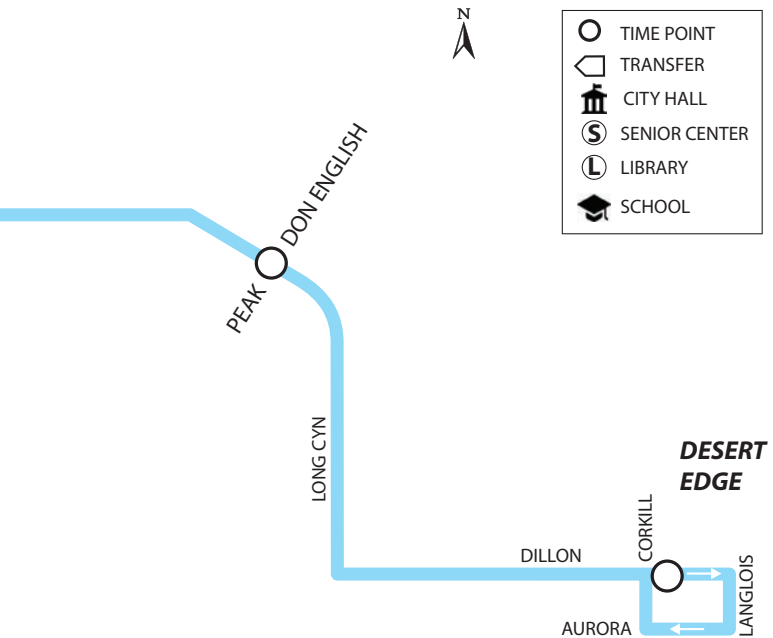 N
TIME POINT
TRANSFER
CITY HALL
S SENIOR CENTER
L LIBRARY
SCHOOL
DON ENGLISH
PEAK
LONG CYN
DESERT
EDGE
CORKILL
DILLON
LANGLOIS
AURORA